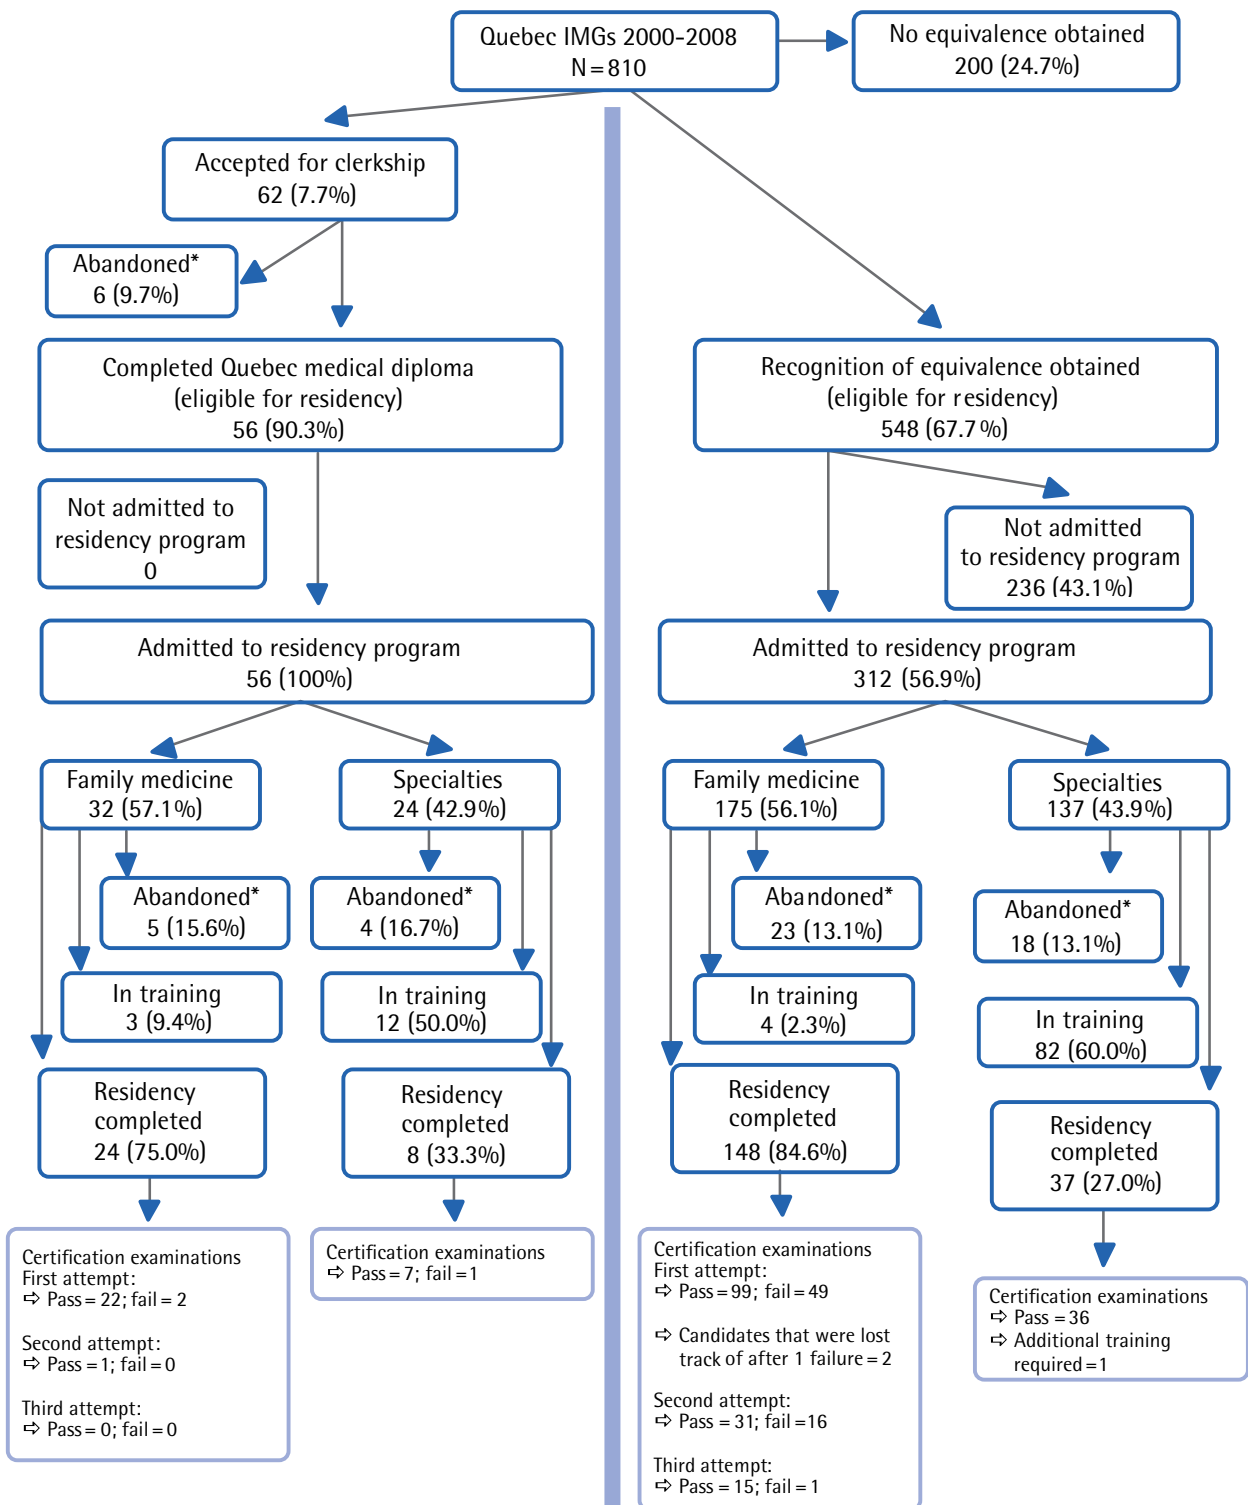 Quebec IMGs 2000-2008
N=810
No equivalence obtained
200 (24.7%)
Accepted for clerkship
62 (7.7%)
Abandoned*
6 (9.7%)
Completed Quebec medical diploma
(eligible for residency)
56 (90.3%)
Not admitted to
residency program
0
Admitted to residency program
56 (100%)
Family medicine
32 (57.1%)
Abandoned*
5 (15.6%)
In training
3 (9.4%)
Residency
completed
24 (75.0%)
Certification examinations
First attempt:
⇨ Pass=22; fail=2
Second attempt:
⇨ Pass=1; fail=0
Third attempt:
⇨ Pass=0; fail=0
Specialties
24 (42.9%)
Abandoned*
4 (16.7%)
In training
12 (50.0%)
Residency
completed
8 (33.3%)
Certification examinations
⇨ Pass=7; fail=1
Recognition of equivalence obtained
(eligible for residency)
548 (67.7%)
Not admitted
to residency program
236 (43.1%)
Admitted to residency program
312 (56.9%)
Family medicine
175 (56.1%)
Abandoned*
23 (13.1%)
In training
4 (2.3%)
Residency
completed
148 (84.6%)
Certification examinations
First attempt:
⇨ Pass=99; fail=49
⇨ Candidates that were lost
track of after 1 failure=2
Second attempt:
⇨ Pass=31; fail=16
Third attempt:
⇨ Pass=15; fail=1
Specialties
137 (43.9%)
Abandoned*
18 (13.1%)
In training
82 (60.0%)
Residency
completed
37 (27.0%)
Certification examinations
⇨ Pass=36
⇨ Additional training
required=1